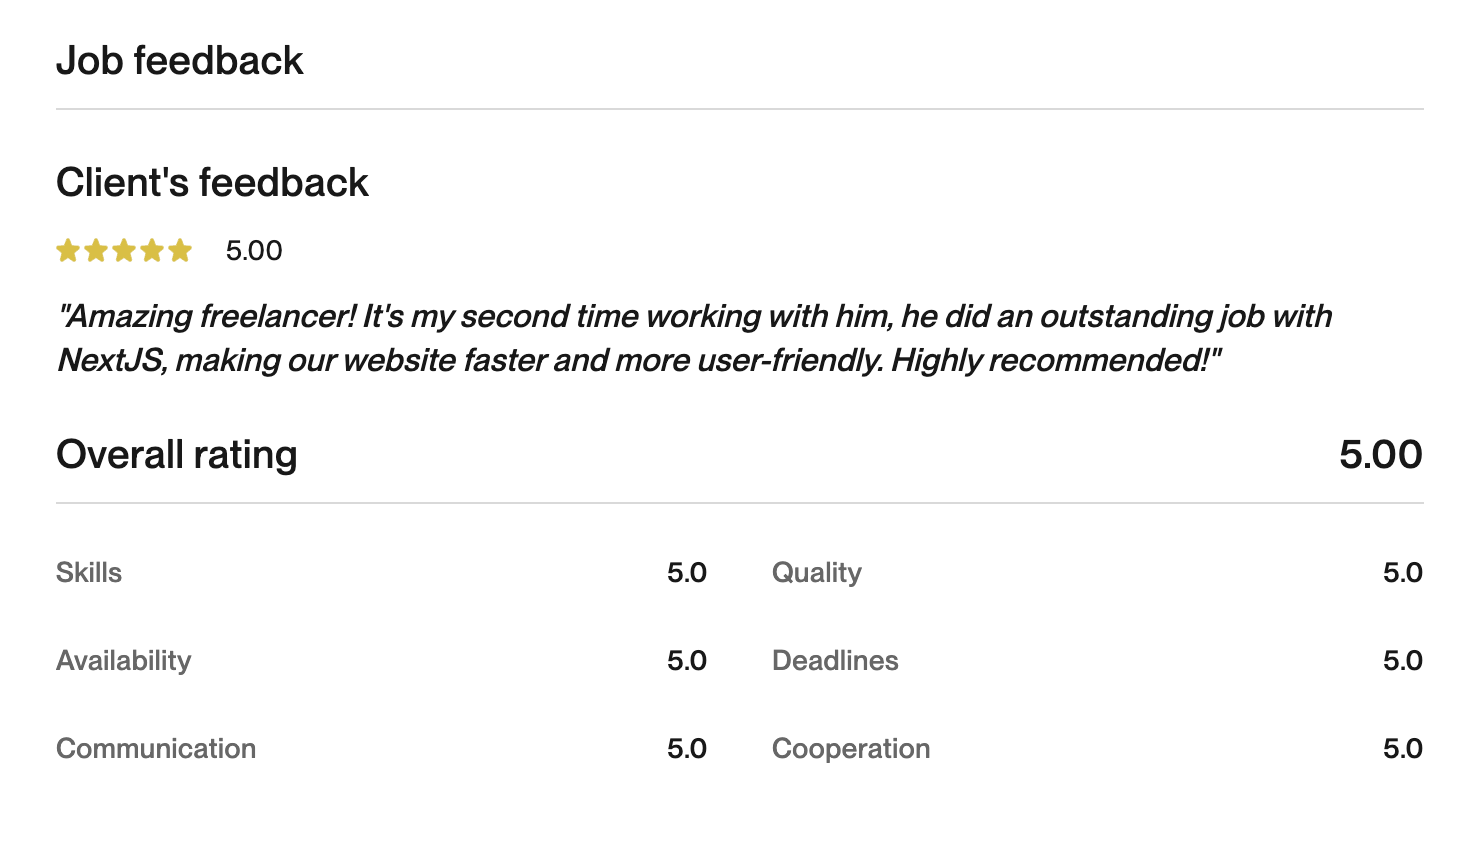 Job feedback
Client's feedback
5.00
"Amazing freelancer! It's my second time working with him, he did an outstanding job with
NextJS, making our website faster and more user-friendly. Highly recommended!"
Overall rating 5.00
Skills 5.0 Quality 5.0
Availability 5.0 Deadlines 5.0
Communication 5.0 Cooperation 5.0